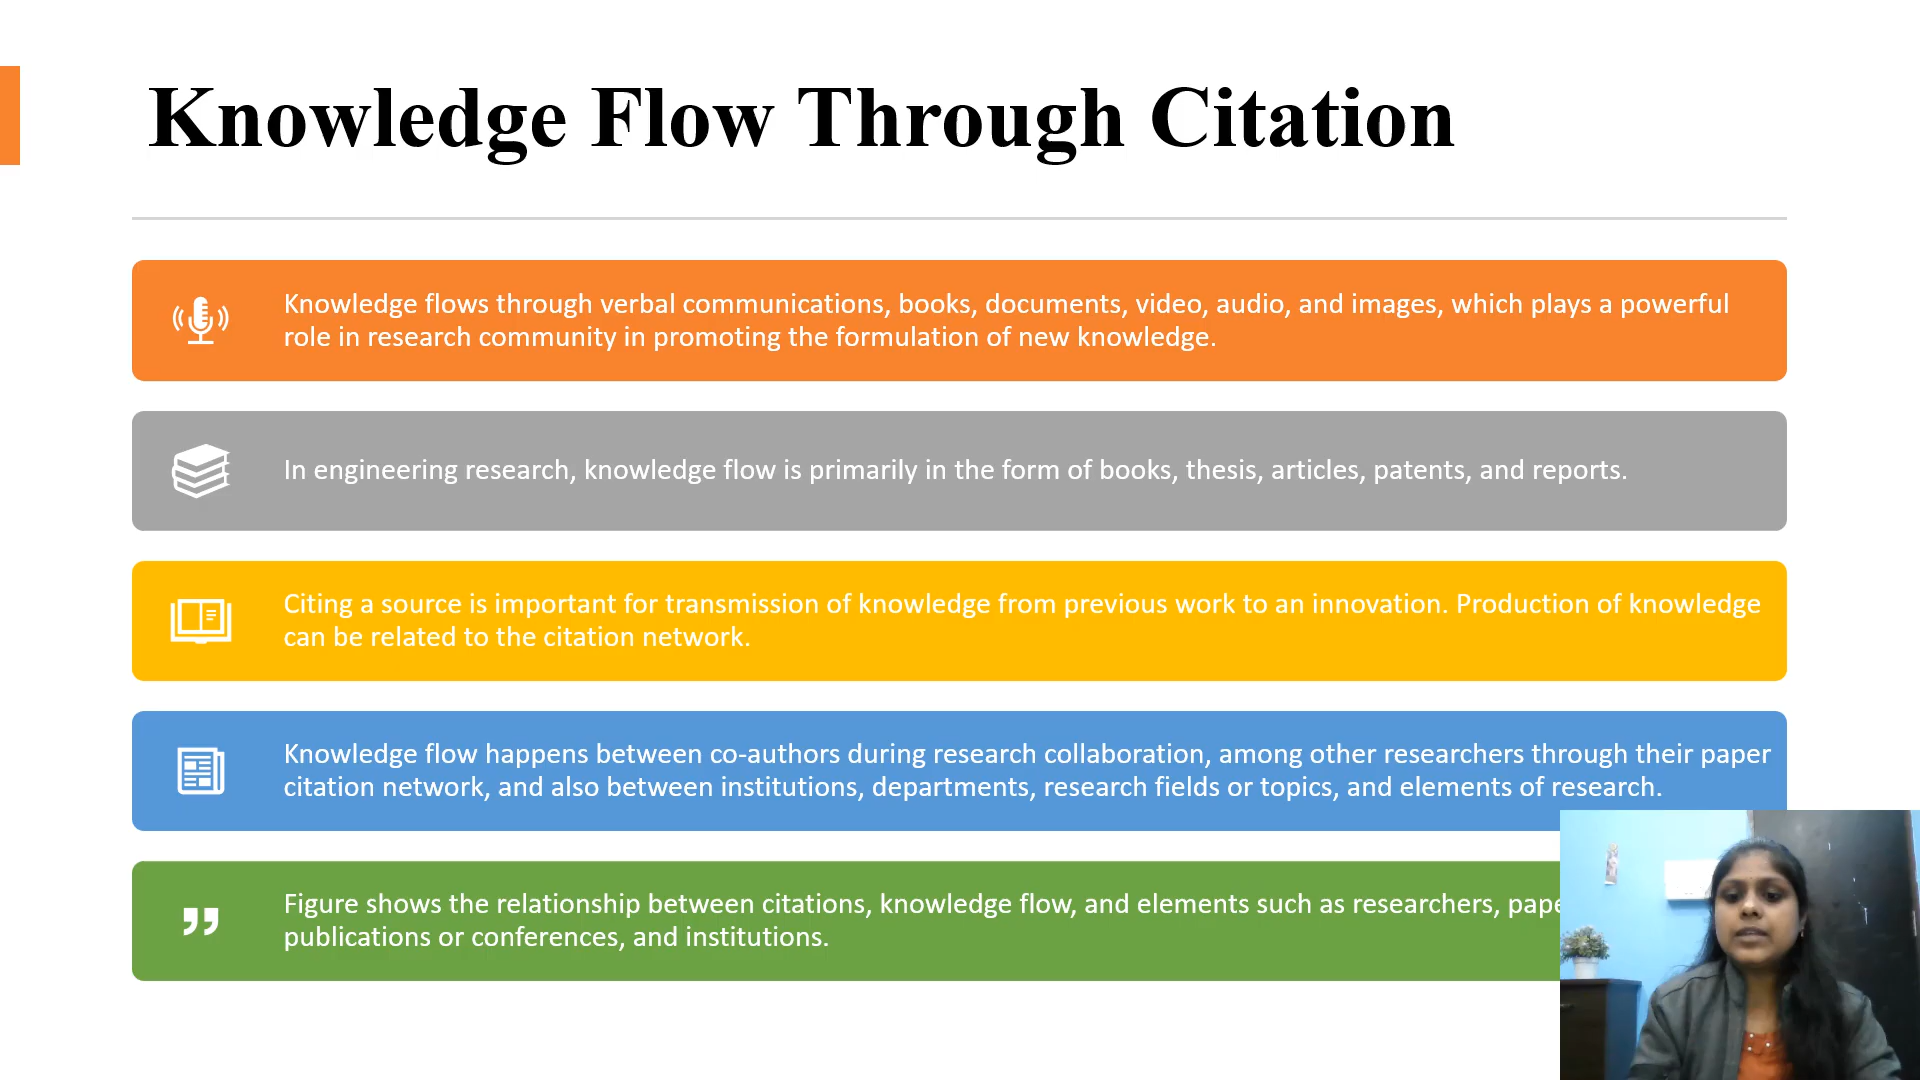 Knowledge Flow Through Citation
Knowledge flows through verbal communications, books, documents, video, audio, and images, which plays a powerful
role in research community in promoting the formulation of new knowledge.
In engineering research, knowledge flow is primarily in the form of books, thesis, articles, patents, and reports.
Citing a source is important for transmission of knowledge from previous work to an innovation. Production of knowledge
can be related to the citation network.
Knowledge flow happens between co-authors during research collaboration, among other researchers through their paper
citation network, and also between institutions, departments, research fields or topics, and elements of research.
Figure shows the relationship between citations, knowledge flow, and elements such as researchers,
publications or conferences, and institutions.